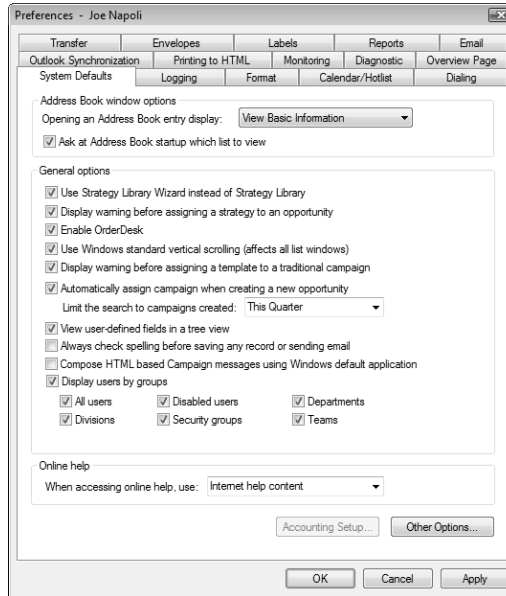 Preferences - Joe Napoli
Transfer Envelopes Labels Reports Email
Outlook Synchronization Printing to HTML Monitoring Diagnostic Overview Page
System Defaults Logging Format Calendar/Hotlist Dialing
Address Book window options
Opening an Address Book entry display: View Basic Information
Ask at Address Book startup which list to view
General options
Use Strategy Library Wizard instead of Strategy Library
Display warning before assigning a strategy to an opportunity
Enable OrderDesk
Use Windows standard vertical scrolling (affects all list windows)
Display warning before assigning a template to a traditional campaign
Automatically assign campaign when creating a new opportunity
Limit the search to campaigns created: This Quarter
View user-defined fields in a tree view
Always check spelling before saving any record or sending email
Compose HTML based Campaign messages using Windows default application
Display users by groups
All users Disabled users Departments
Divisions Security groups Teams
Online help
When accessing online help, use: Internet help content
Accounting Setup... Other Options...
OK Cancel Apply